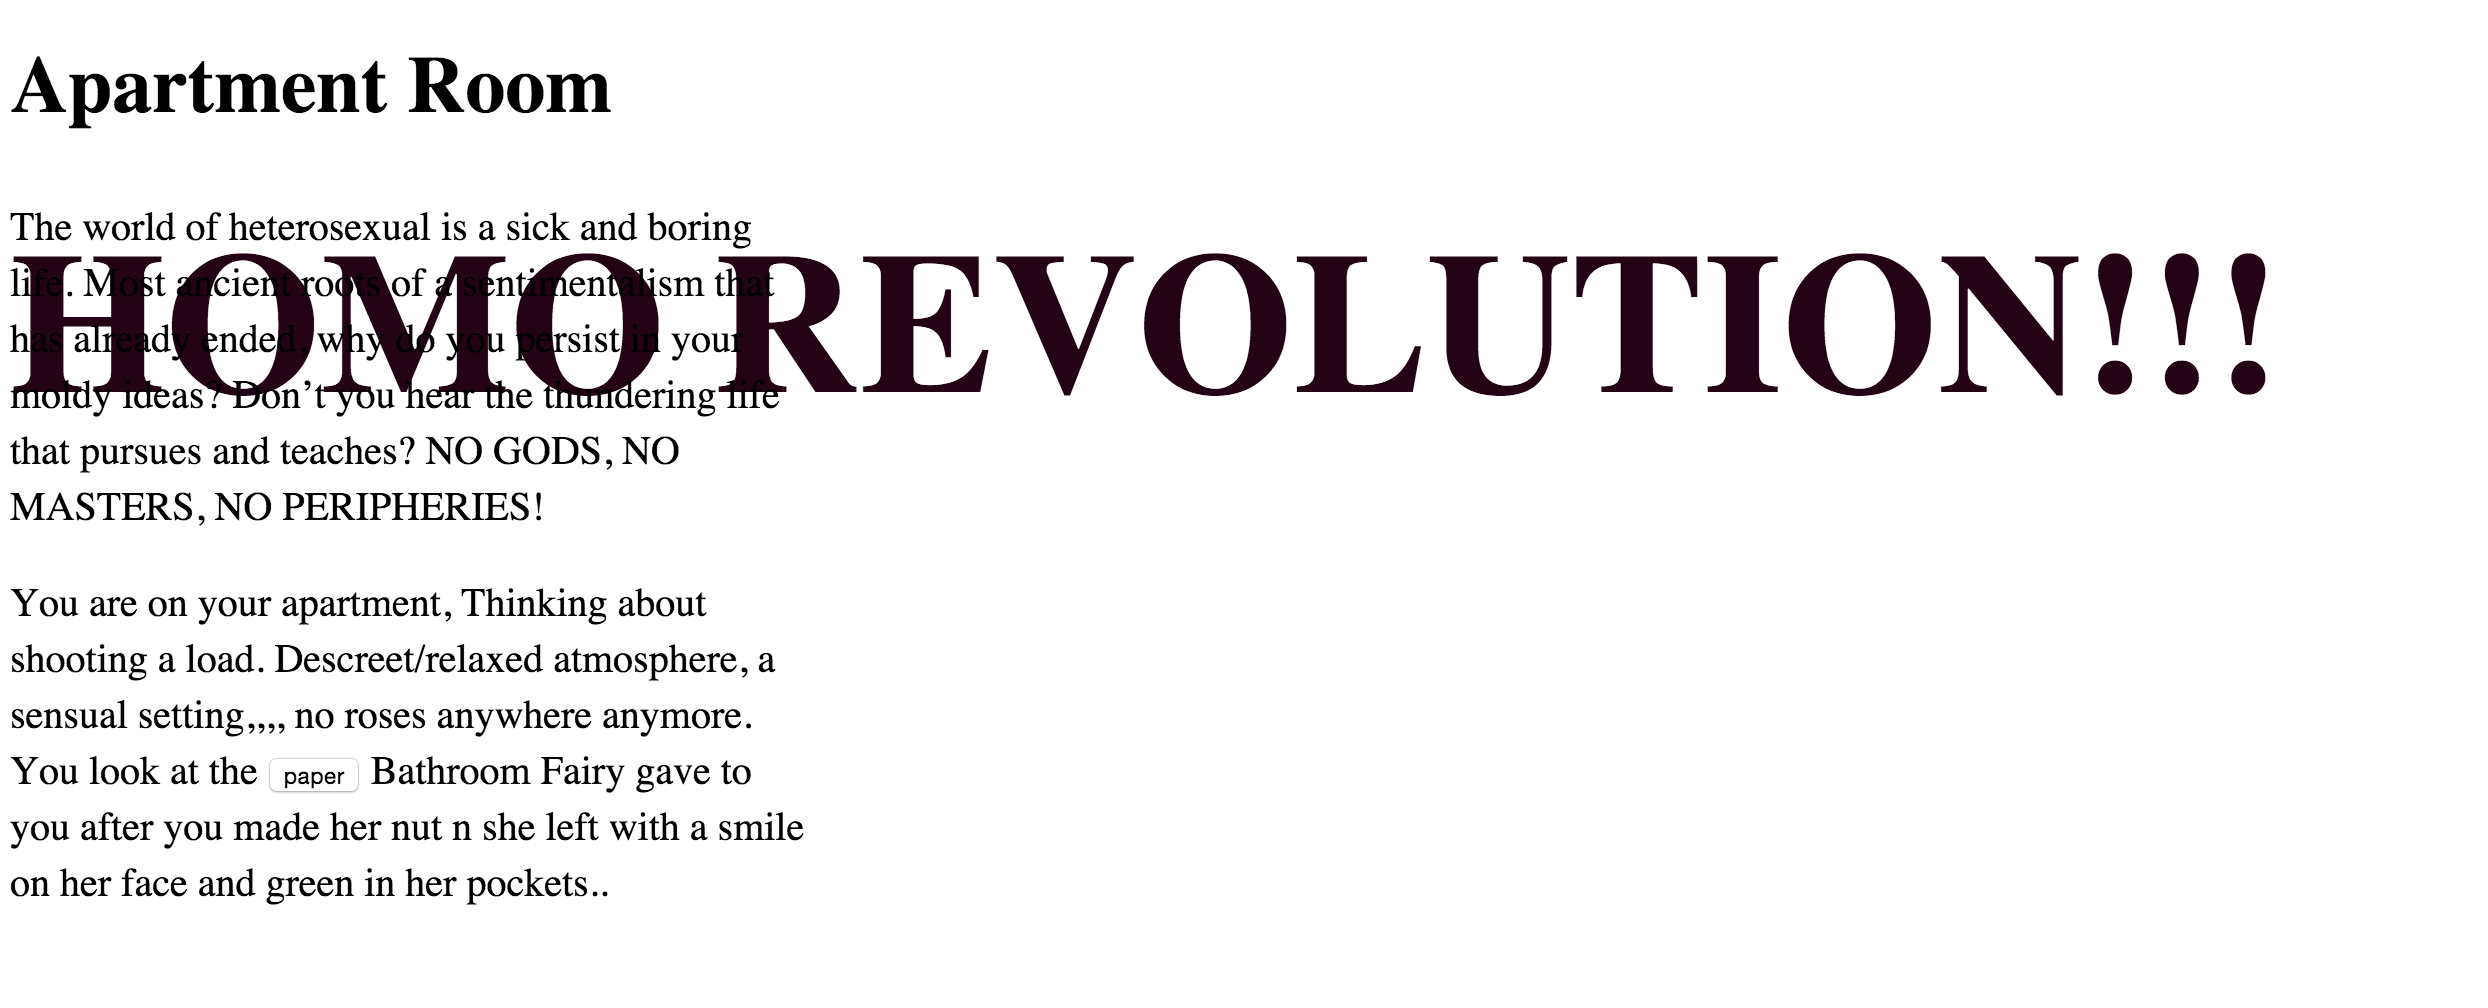 Apartment Room
The world of heterosexual is a sick and boring
HOMO REVOLUTION!!!
life. Most ancient roots of a sentimentalism that
has already ended, why do you persist in your
moldy ideas? Don’t you hear the thundering life
that pursues and teaches? NO GODS, NO
MASTERS, NO PERIPHERIES!
You are on your apartment, Thinking about
shooting a load. Descreet/relaxed atmosphere, a
sensual setting,,,, no roses anywhere anymore.
You look at the paper Bathroom Fairy gave to
you after you made her nut n she left with a smile
on her face and green in her pockets..